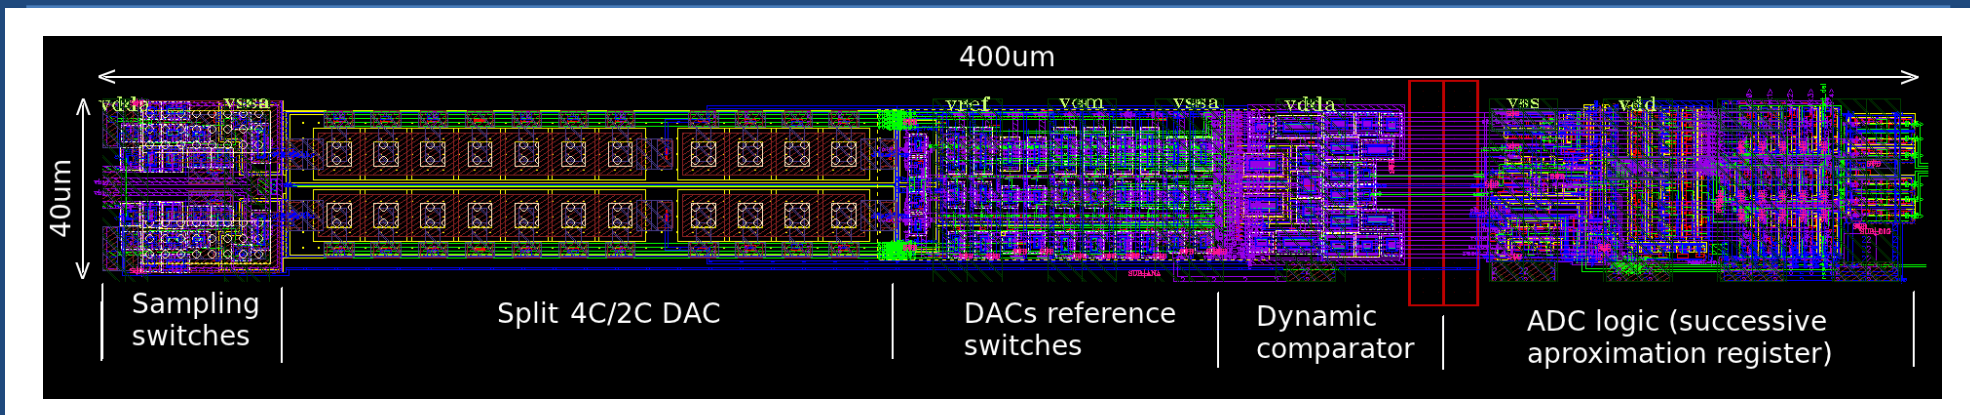 400um
40um
vdda
vssa
vref
vcm
vssa
vdda
vss
vdd
Sampling
switches
Split 4C/2C DAC
DACs reference
switches
Dynamic
comparator
ADC logic (successive
aproximation register)